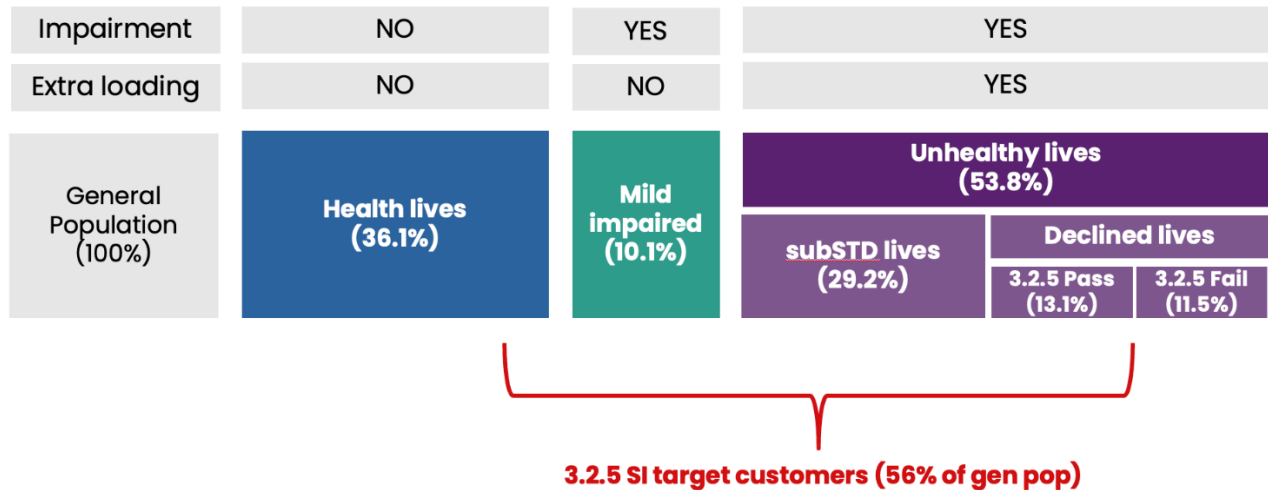 Impairment
NO
YES
YES
Extra loading
NO
NO
YES
General
Population
(100%)
Health lives
(36.1%)
Mild
impaired
(10.1%)
Unhealthy lives
(53.8%)
subSTD lives
(29.2%)
Declined lives
3.2.5 Pass
(13.1%)
3.2.5 Fail
(11.5%)
3.2.5 SI target customers (56% of gen pop)